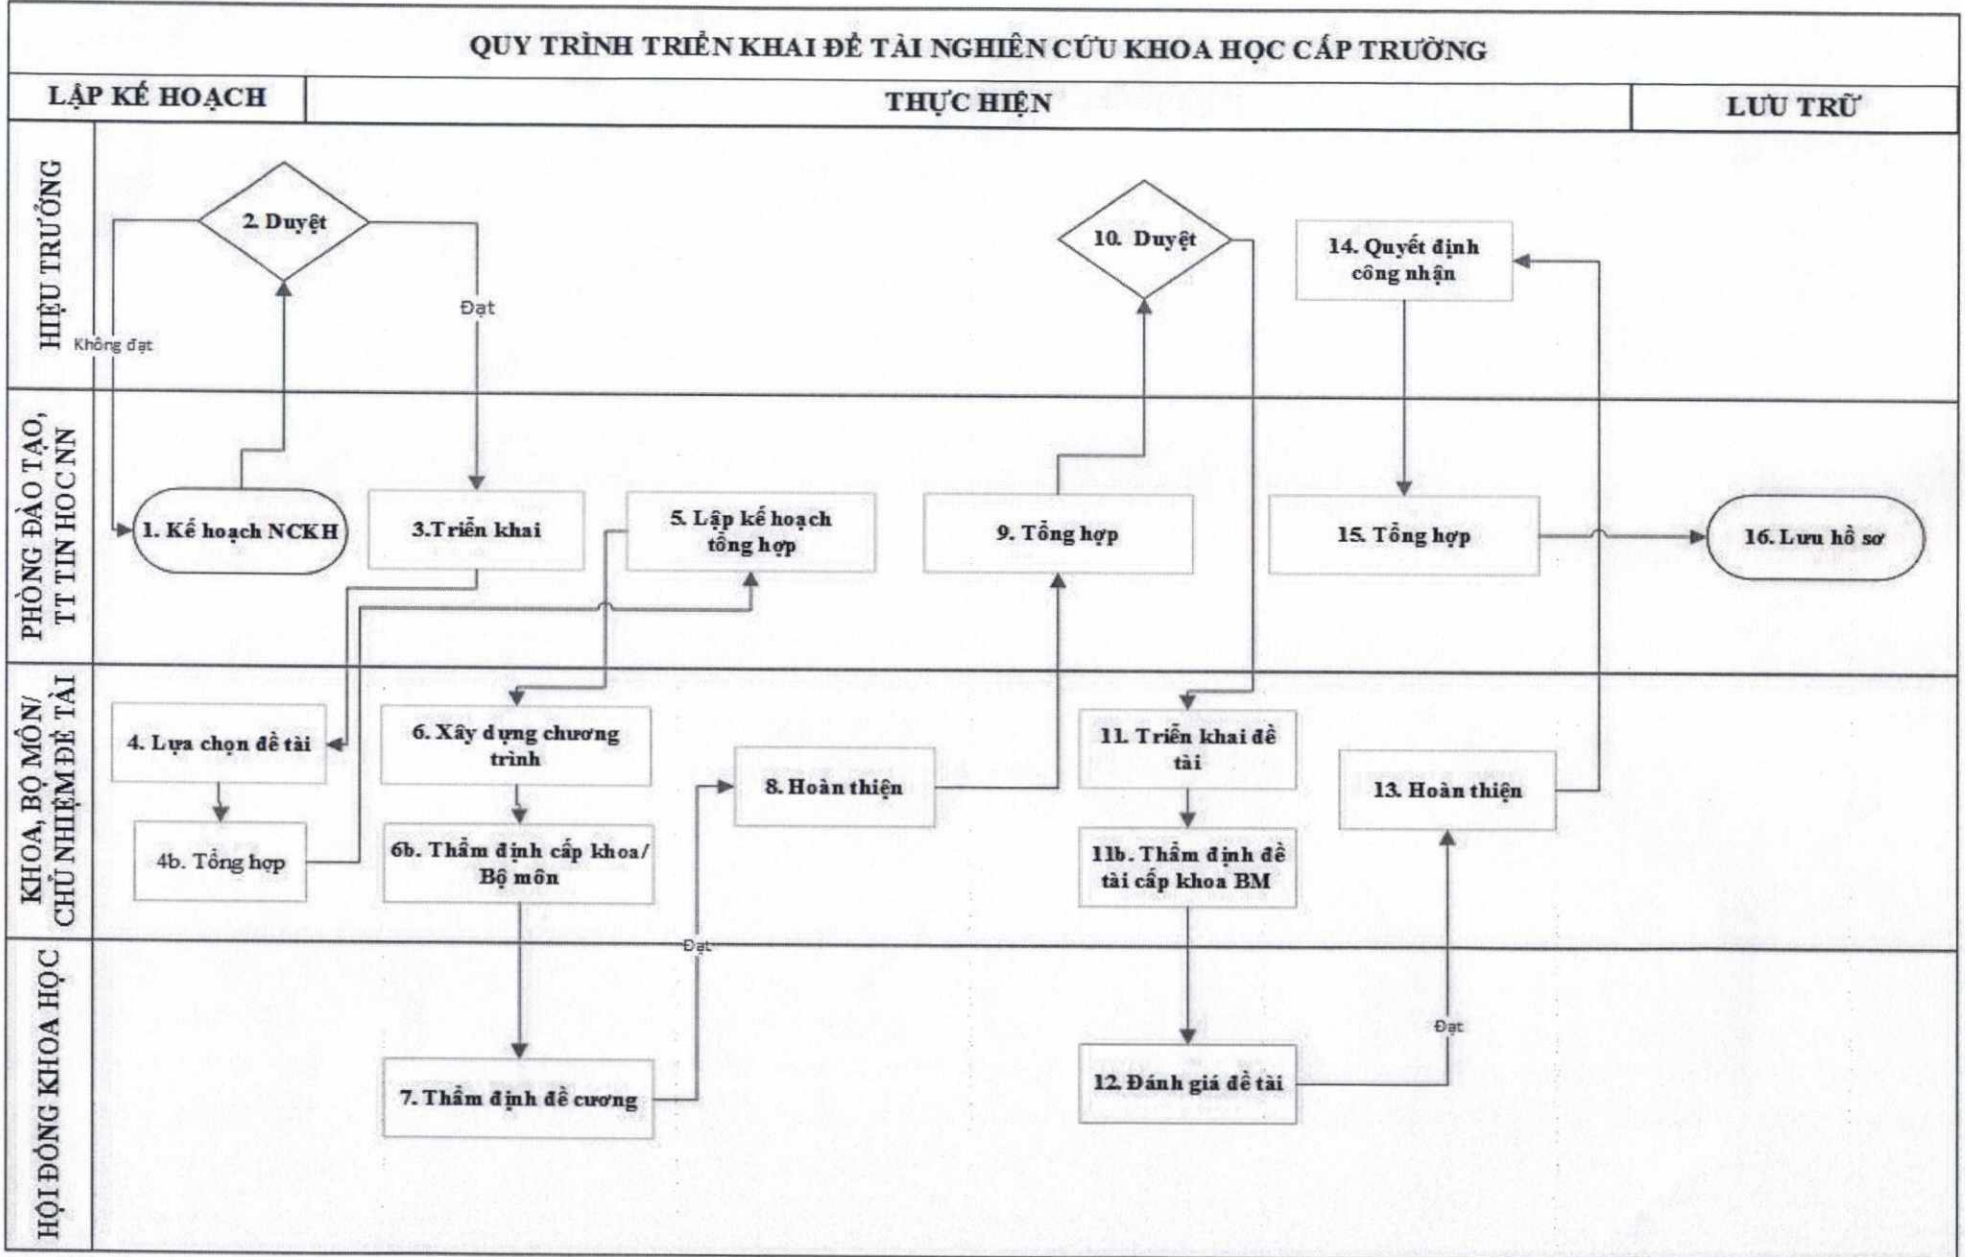 QUY TRÌNH TRIỂN KHAI ĐỀ TÀI NGHIÊN CỨU KHOA HỌC CẤP TRƯỜNG
LẬP KẾ HOẠCH
THỰC HIỆN
LƯU TRỮ
HIỆU TRƯỞNG
2. Duyệt
10. Duyệt
14. Quyết định
công nhận
Đạt
Không đạt
PHÒNG ĐÀO TẠO,
TT TIN HỌC NN
1. Kế hoạch NCKH
3.Triển khai
5. Lập kế hoạch
tổng hợp
9. Tổng hợp
15. Tổng hợp
16. Lưu hồ sơ
KHOA, BỘ MÔN/
CHỦ NHIỆM ĐỀ TÀI
4. Lựa chọn đề tài
4b. Tổng hợp
6. Xây dựng chương
trình
6b. Thẩm định cấp khoa/
Bộ môn
8. Hoàn thiện
11. Triển khai đề
tài
11b. Thẩm định đề
tài cấp khoa BM
13. Hoàn thiện
Đạt
HỘI ĐỒNG KHOA HỌC
7. Thẩm định đề cương
12. Đánh giá đề tài
Đạt